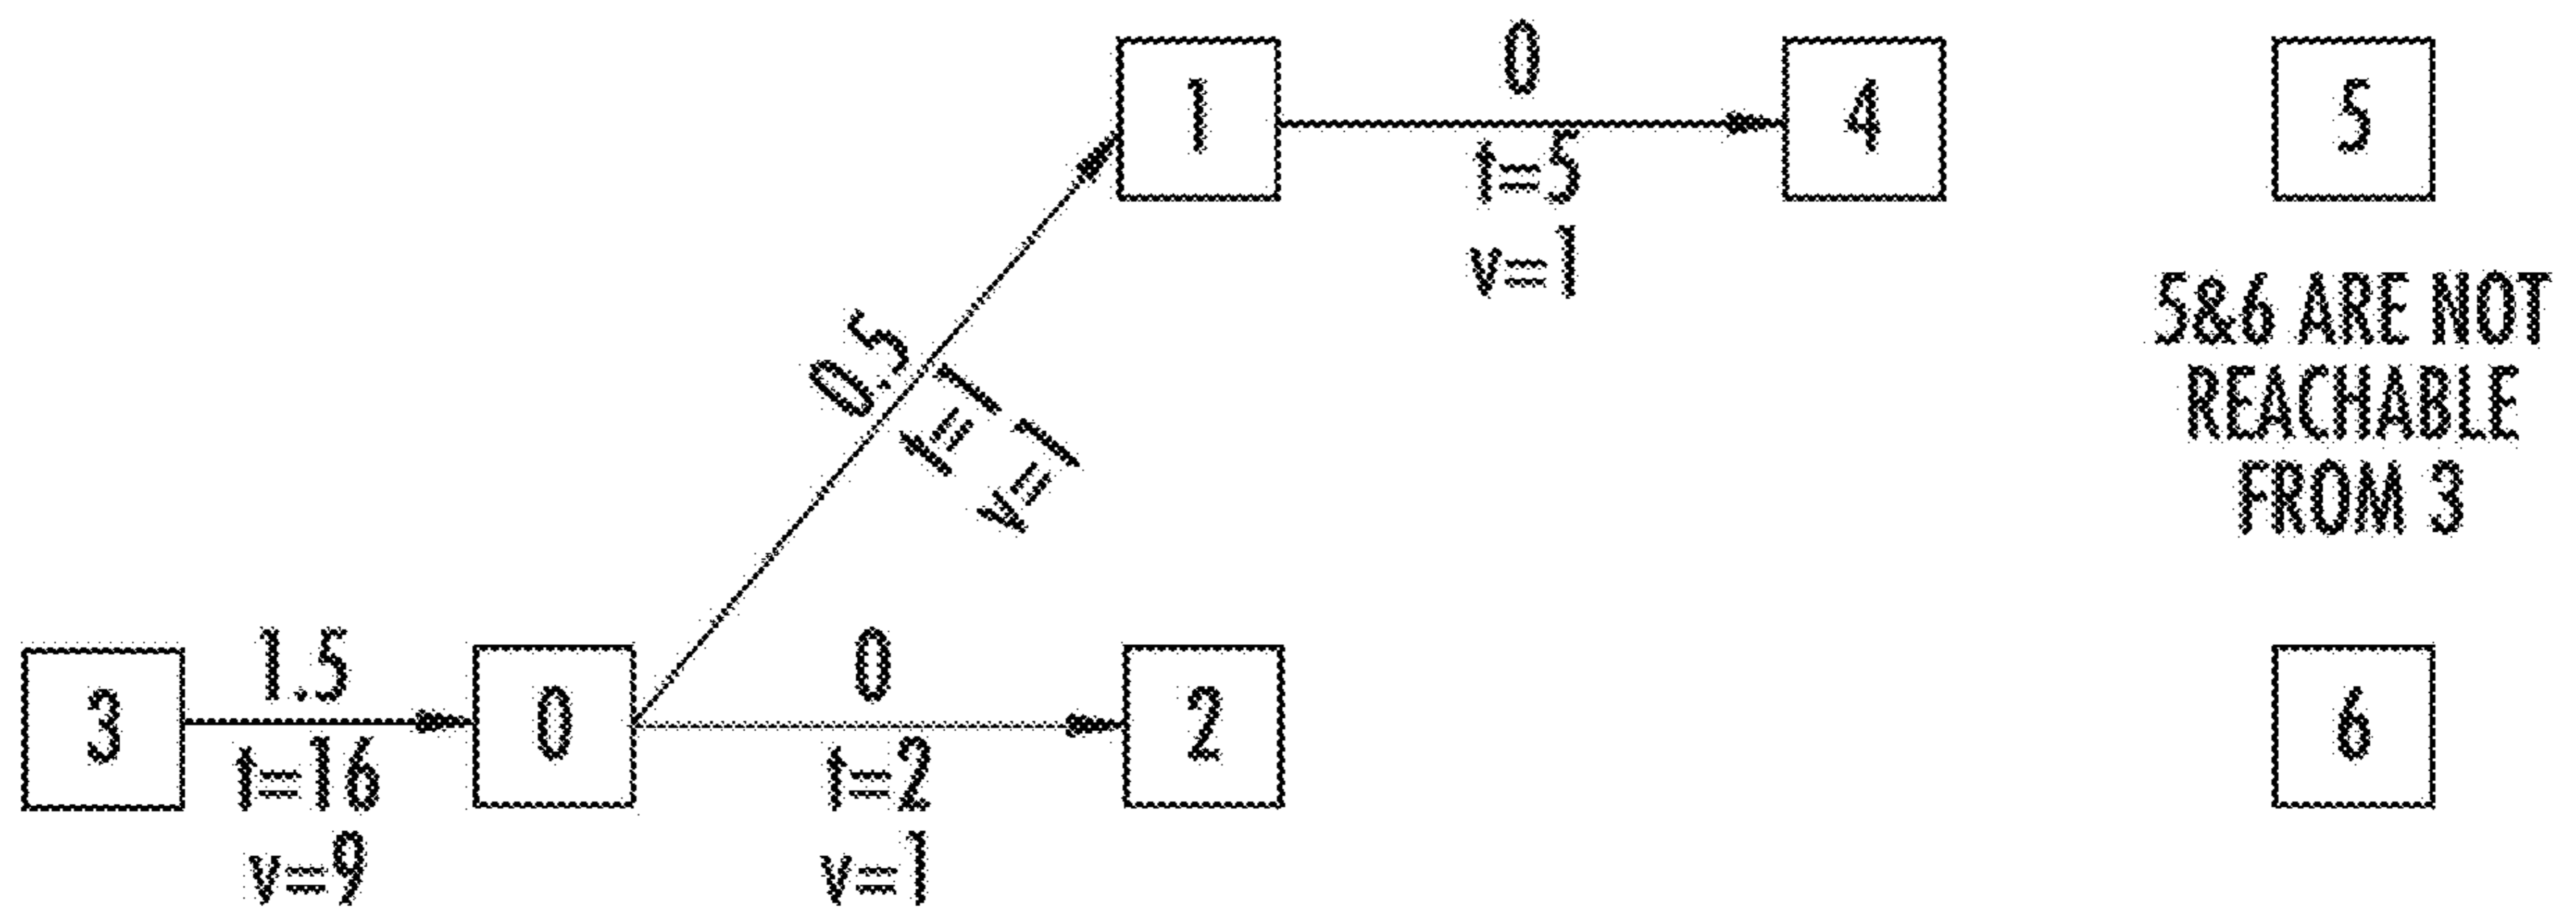 0
1
4
5
t=5
v=1
5&6 ARE NOT
REACHABLE
FROM 3
0.5
t=1
v=1
1.5
0
3
0
2
6
t=16
t=2
v=9
v=1